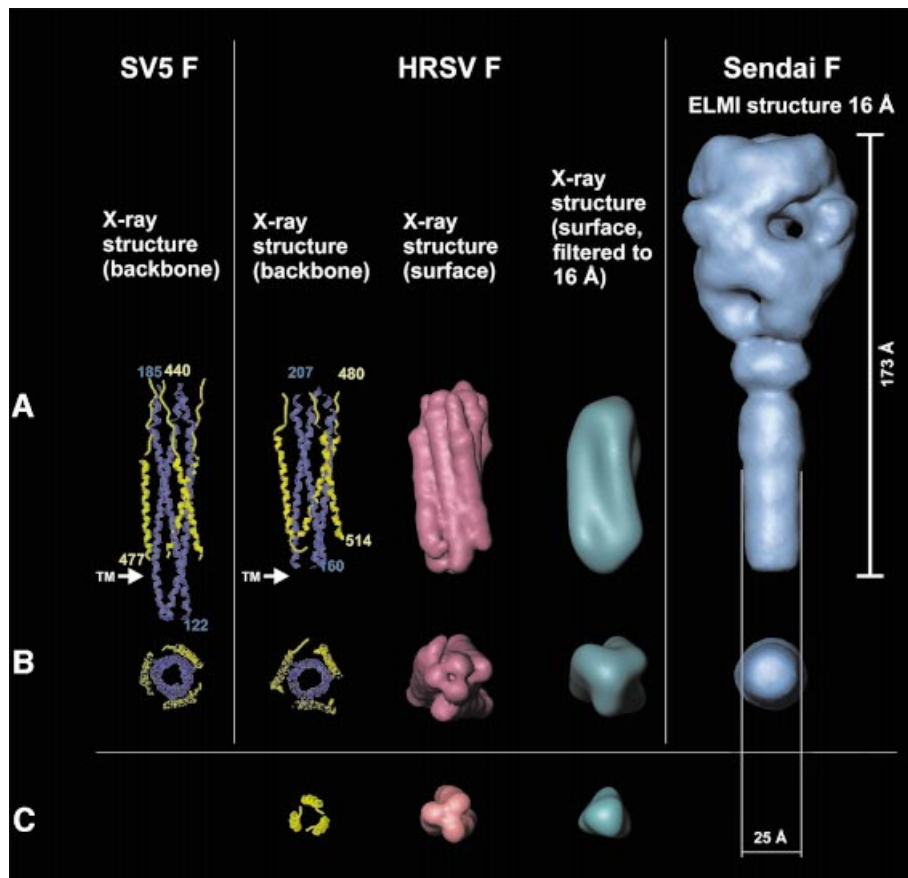 SV5 F
HRSV F
Sendai F
ELMI structure 16 Å
X-ray
structure
(backbone)
X-ray
structure
(backbone)
X-ray
structure
(surface)
X-ray
structure
(surface,
filtered to
16 Å)
173 Å
A
185 440
477
TM
122
207 480
514
160
TM
B
C
25 Å